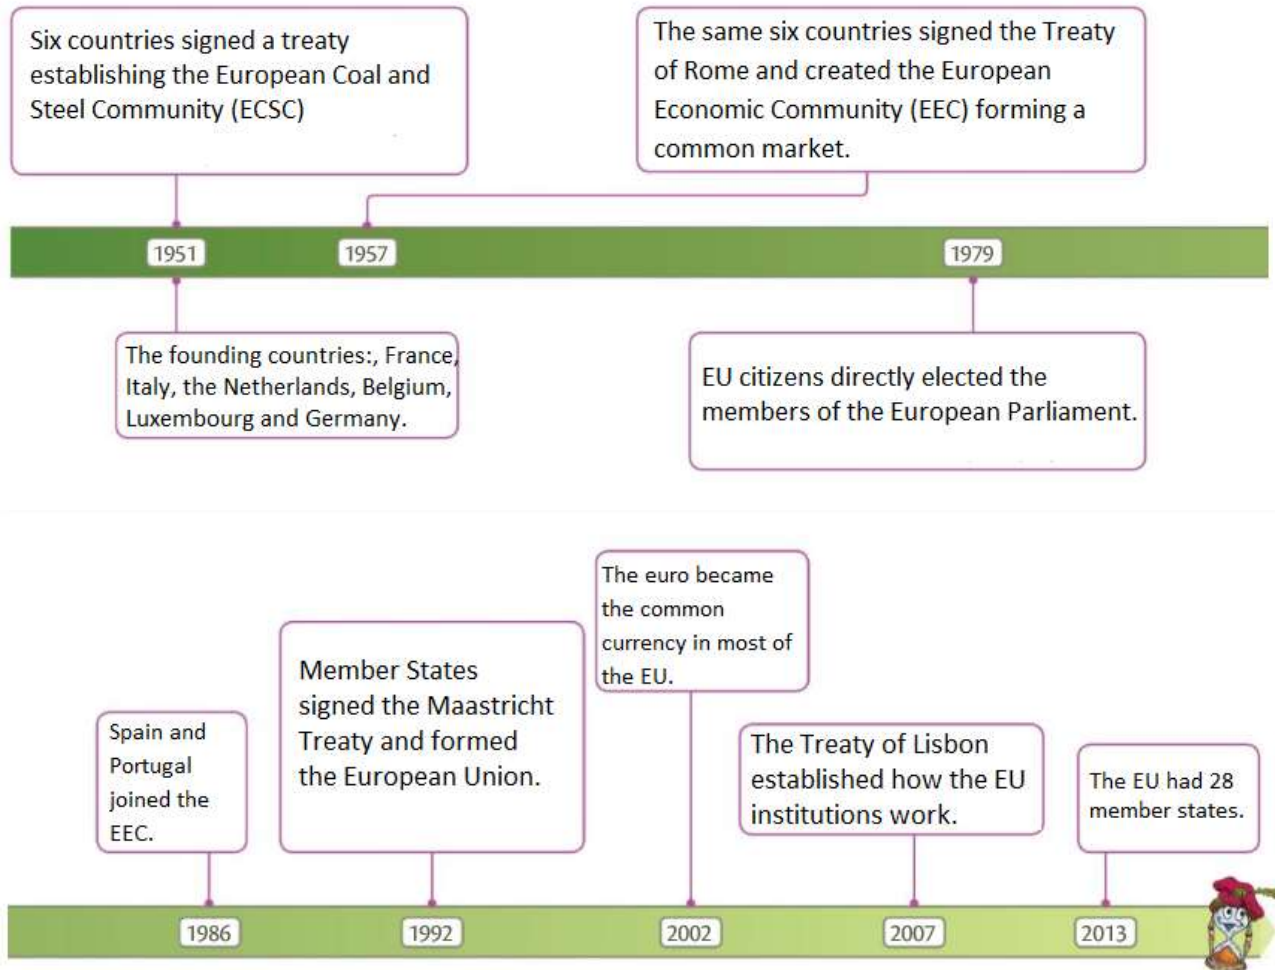 Six countries signed a treaty
establishing the European Coal and
Steel Community (ECSC)
The same six countries signed the Treaty
of Rome and created the European
Economic Community (EEC) forming a
common market.
1951
1957
1979
The founding countries:, France,
Italy, the Netherlands, Belgium,
Luxembourg and Germany.
EU citizens directly elected the
members of the European Parliament.
Spain and
Portugal
joined the
EEC.
Member States
signed the Maastricht
Treaty and formed
the European Union.
The euro became
the common
currency in most of
the EU.
The Treaty of Lisbon
established how the EU
institutions work.
The EU had 28
member states.
1986
1992
2002
2007
2013